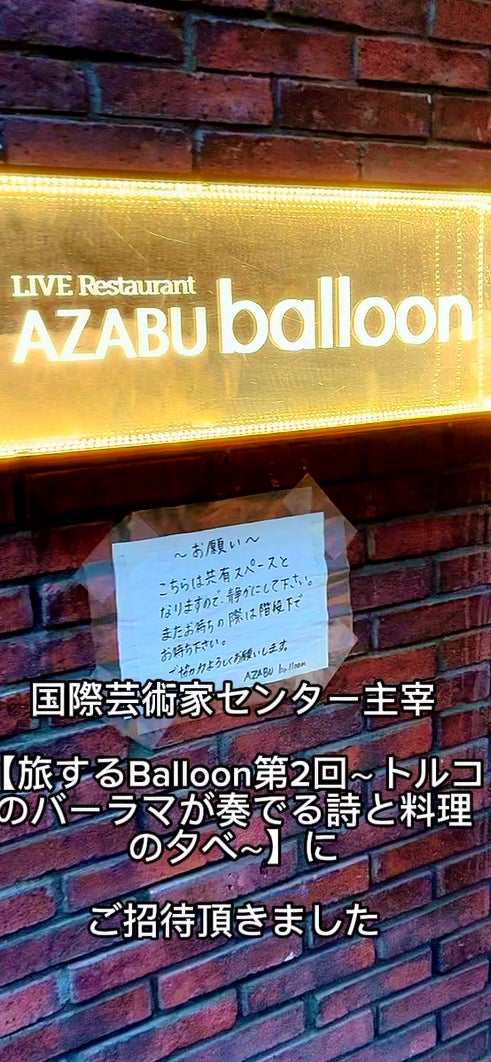 LIVE Restaurant
AZABU balloon
～お願い～
こちらは共有スペースと
なりますので、静かにして下さい。
またお待ちの際は階段下で
お待ち下さい。
ご協力よろしくお願いします。
AZABU balloon
国際芸術家センター主宰
【旅するBalloon第2回~トルコ
のバーラマが奏でる詩と料理
の夕べ~】に
ご招待頂きました